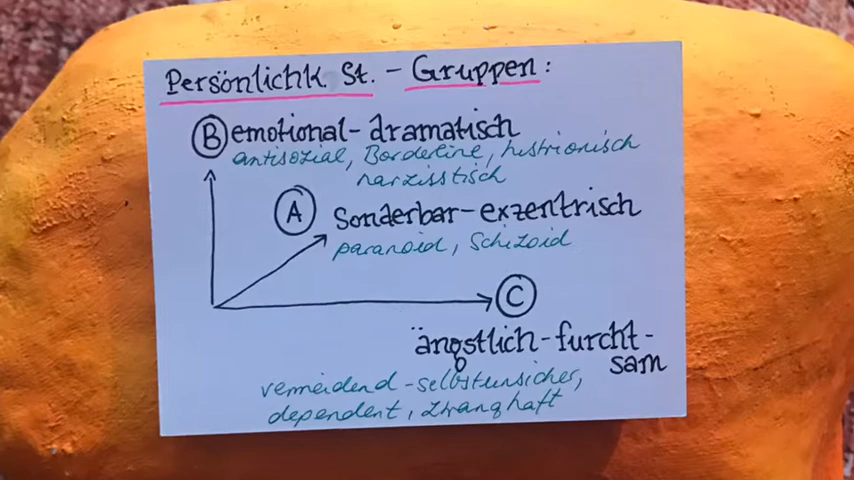 Persönlichk. St. - Gruppen:
B emotional-dramatisch
antisozial, Borderline, histrionisch
narzisstisch
A Sonderbar-exzentrisch
paranoid, Schizoid
C
ängstlich-furcht-
sam
vermeidend-selbstunsicher,
dependent, zwanghaft